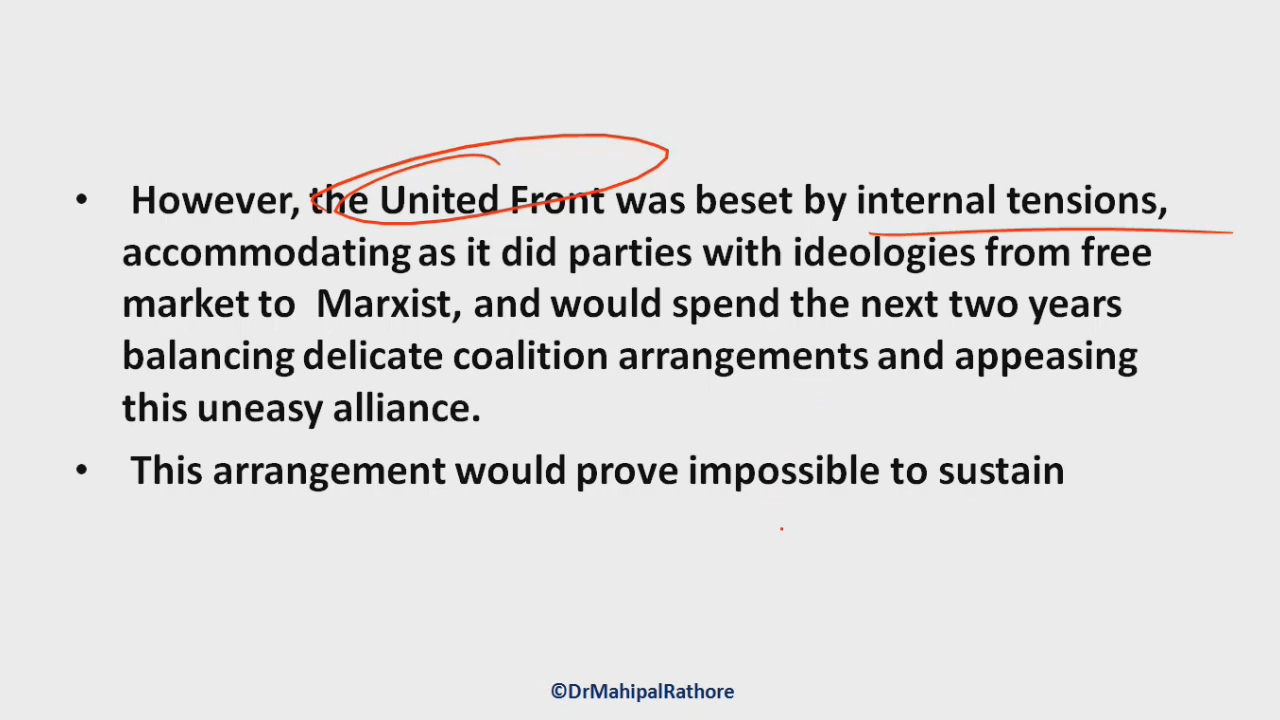 • However, the United Front was beset by internal tensions,
accommodating as it did parties with ideologies from free
market to Marxist, and would spend the next two years
balancing delicate coalition arrangements and appeasing
this uneasy alliance.
• This arrangement would prove impossible to sustain
©DrMahipalRathore